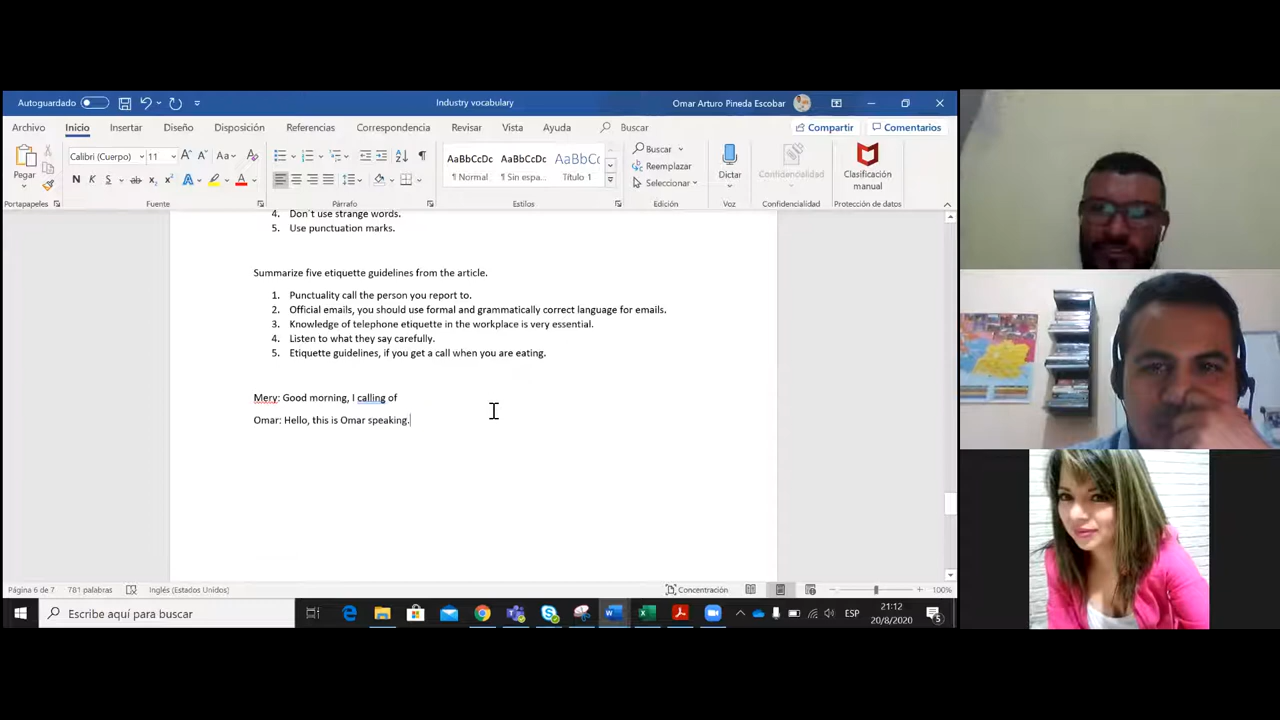 Autoguardado
Industry vocabulary
Omar Arturo Pineda Escobar
Archivo Inicio Insertar Diseño Disposición Referencias Correspondencia Revisar Vista Ayuda Buscar Compartir Comentarios
Pegar
Calibri (Cuerpo) 11 A A Aa
N K S ab x₂ x² A A
AaBbCcDc AaBbCcDc AaBbCc
¶ Normal ¶ Sin espa... Título 1
Buscar
Reemplazar
Seleccionar
Dictar
Confidencialidad
Clasificación
manual
Portapapeles Fuente Párrafo Estilos Edición Voz Confidencialidad Protección de datos
4. Don´t use strange words.
5. Use punctuation marks.
Summarize five etiquette guidelines from the article.
1. Punctuality call the person you report to.
2. Official emails, you should use formal and grammatically correct language for emails.
3. Knowledge of telephone etiquette in the workplace is very essential.
4. Listen to what they say carefully.
5. Etiquette guidelines, if you get a call when you are eating.
Mery: Good morning, I calling of
Omar: Hello, this is Omar speaking.
Página 6 de 7 781 palabras Inglés (Estados Unidos) Concentración 100%
Escribe aquí para buscar
ESP
21:12
20/8/2020
5